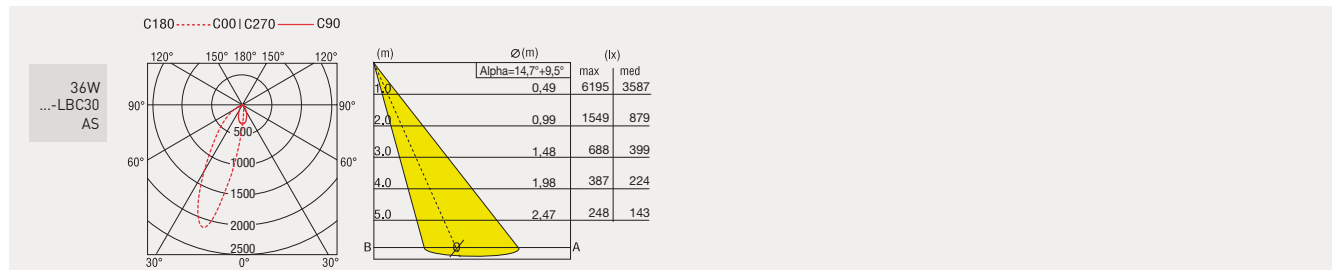 C180 ------ C00 | C270 —— C90
36W
...-LBC30
AS
120° 150° 180° 150° 120°
90° 90°
500
60° 1000 60°
1500
2000
2500
30° 0° 30°
(m) Ø(m) (lx)
Alpha=14,7°+9,5° max med
1.0 0,49 6195 3587
2.0 0,99 1549 879
3.0 1,48 688 399
4.0 1,98 387 224
5.0 2,47 248 143
B Ø A